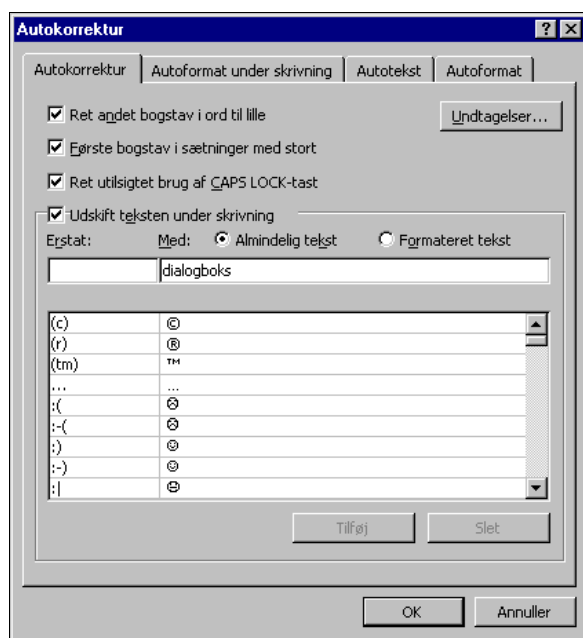 Autokorrektur
Autokorrektur Autoformat under skrivning Autotekst Autoformat
Ret andet bogstav i ord til lille
Undtagelser...
Første bogstav i sætninger med stort
Ret utilsigtet brug af CAPS LOCK-tast
Udskift teksten under skrivning
Erstat: Med: Almindelig tekst Formateret tekst
dialogboks
(c) ©
(r) ®
(tm) ™
... ...
:( ☹
:-( ☹
:) ☺
:-) ☺
:| 😐
Tilføj Slet
OK Annuller